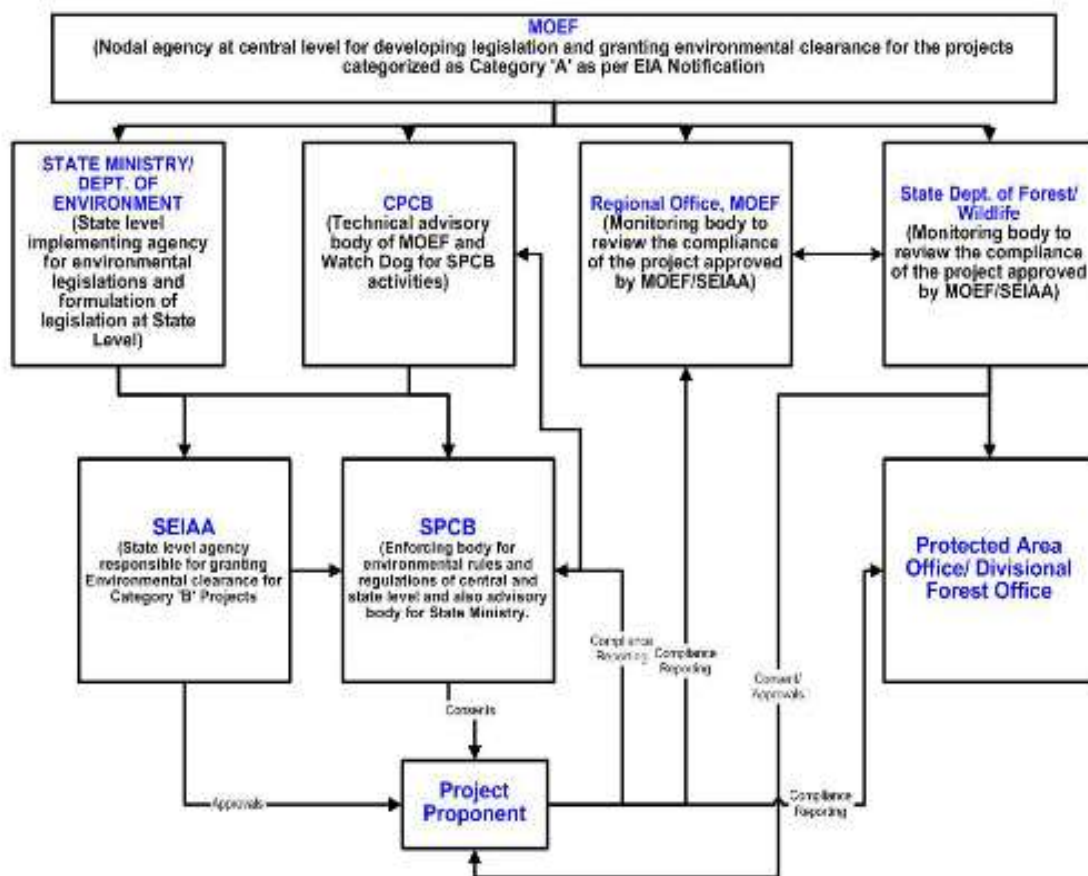 MOEF
(Nodal agency at central level for developing legislation and granting environmental clearance for the projects
categorized as Category 'A' as per EIA Notification
STATE MINISTRY/
DEPT. OF
ENVIRONMENT
(State level
implementing agency
for environmental
legislations and
formulation of
legislation at State
Level)
CPCB
(Technical advisory
body of MOEF and
Watch Dog for SPCB
activities)
Regional Office, MOEF
(Monitoring body to
review the compliance
of the project approved
by MOEF/SEIAA)
State Dept. of Forest/
Wildlife
(Monitoring body to
review the compliance
of the project approved
by MOEF/SEIAA)
SEIAA
(State level agency
responsible for granting
Environmental clearance for
Category 'B' Projects
SPCB
(Enforcing body for
environmental rules and
regulations of central and
state level and also advisory
body for State Ministry.
Protected Area
Office/ Divisional
Forest Office
Compliance
Reporting
Compliance
Reporting
Consent/
Approvals
Consents
Project
Proponent
Approvals
Compliance
Reporting